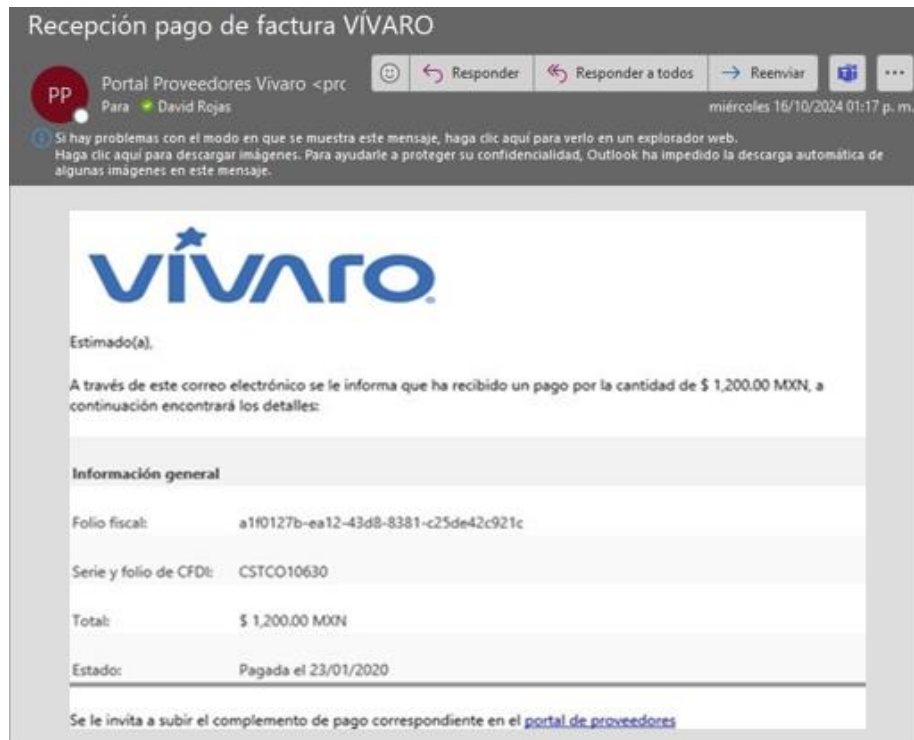 Recepción pago de factura VÍVARO
PP
Portal Proveedores Vivaro <prc
Responder
Responder a todos
Reenviar
Para David Rojas
miércoles 16/10/2024 01:17 p. m.
Si hay problemas con el modo en que se muestra este mensaje, haga clic aquí para verlo en un explorador web.
Haga clic aquí para descargar imágenes. Para ayudarle a proteger su confidencialidad, Outlook ha impedido la descarga automática de
algunas imágenes en este mensaje.
vívaro
Estimado(a),
A través de este correo electrónico se le informa que ha recibido un pago por la cantidad de $ 1,200.00 MXN, a
continuación encontrará los detalles:
Información general
Folio fiscal: a1f0127b-ea12-43d8-8381-c25de42c921c
Serie y folio de CFDI: CSTCO10630
Total: $ 1,200.00 MXN
Estado: Pagada el 23/01/2020
Se le invita a subir el complemento de pago correspondiente en el portal de proveedores